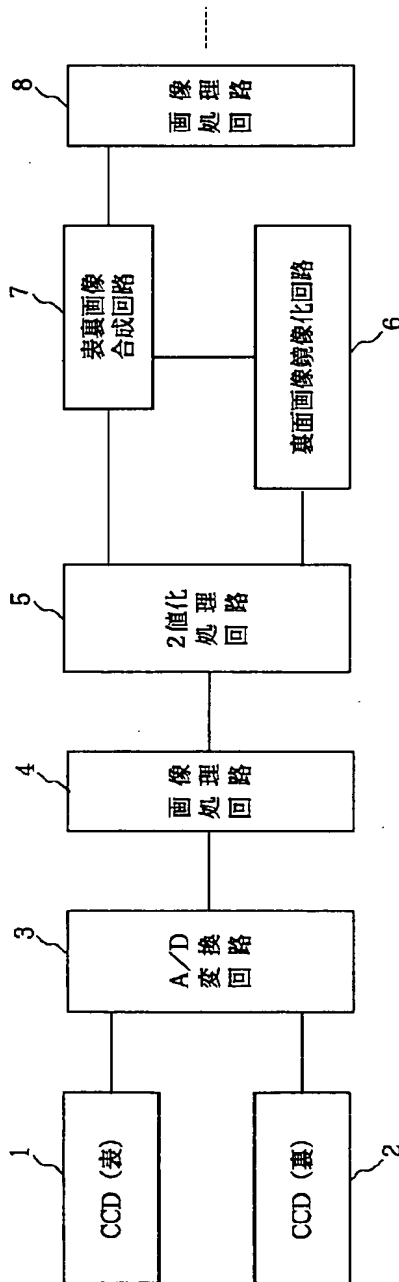 1
CCD (表)
2
CCD (裏)
3
A/D
変換
回路
4
画像
処理
回路
5
2値化
処理
回路
6
裏面画像鏡像化回路
7
表裏画像
合成回路
8
画像
処理
回路